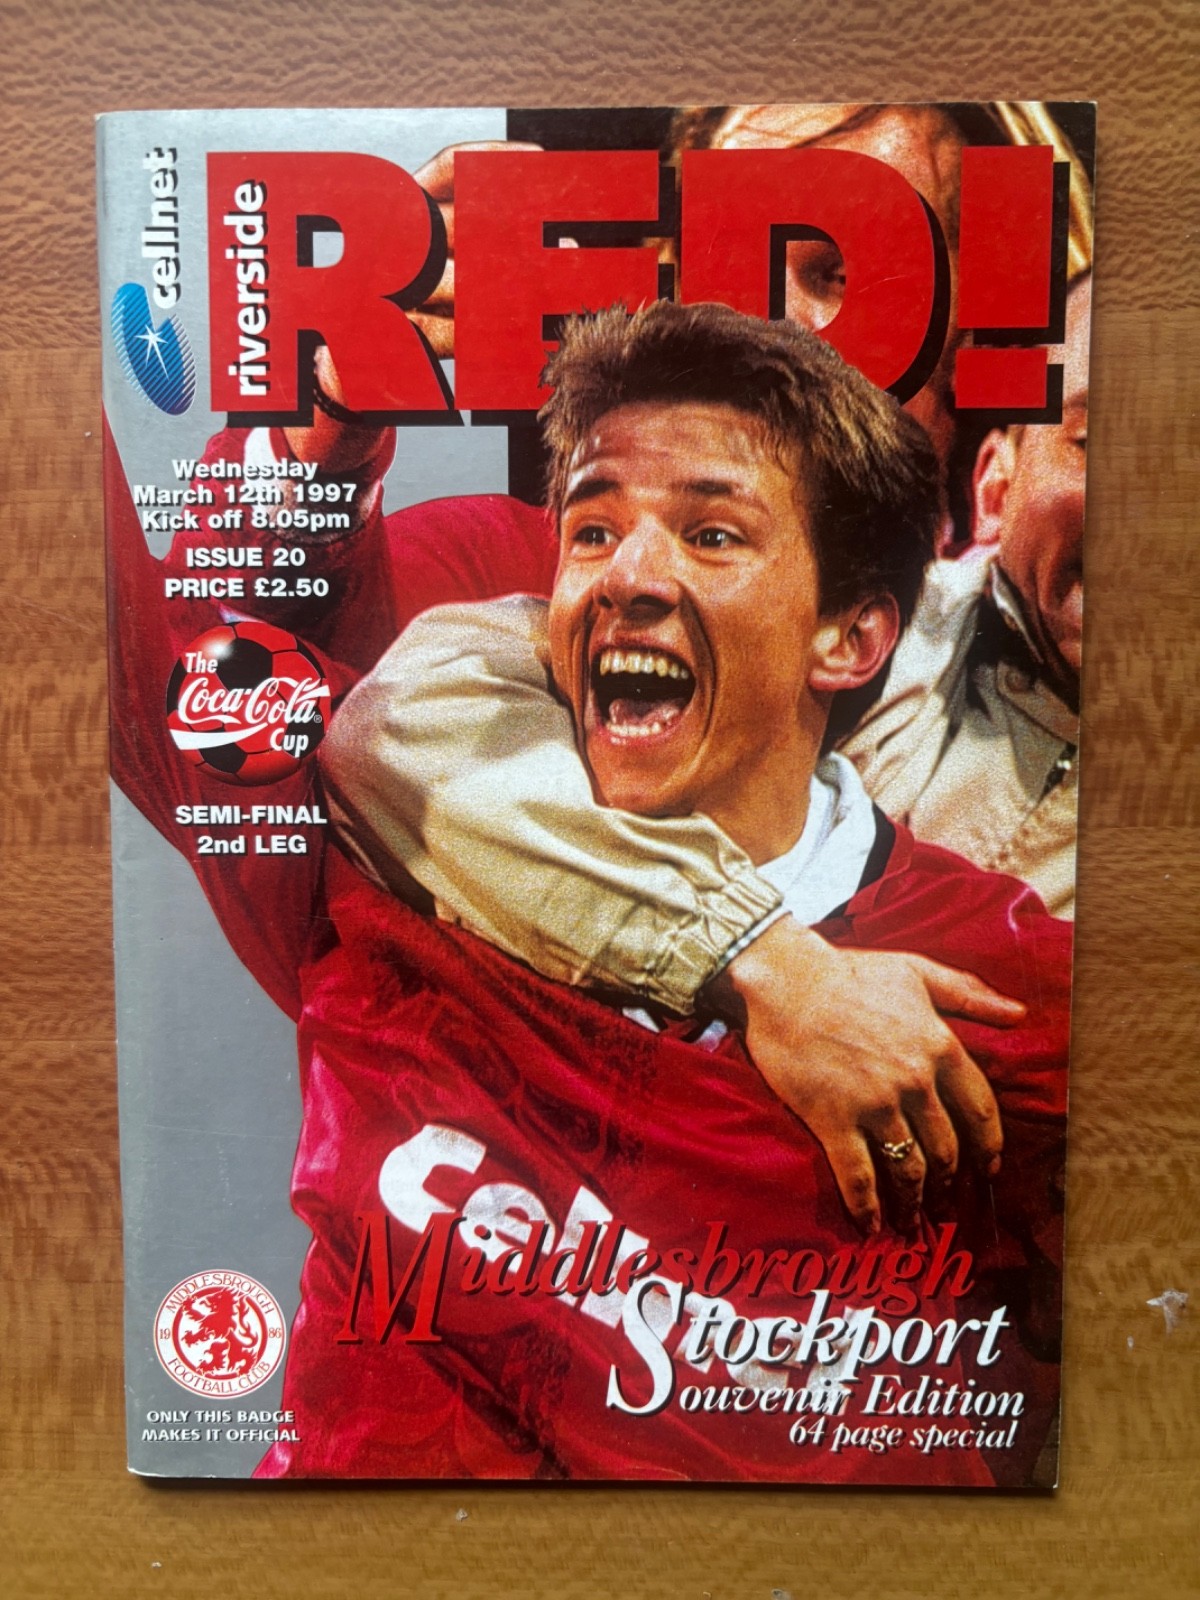 cellnet
riverside
RED!
Wednesday
March 12th 1997
Kick off 8.05pm
ISSUE 20
PRICE £2.50
The
Coca-Cola®
Cup
SEMI-FINAL
2nd LEG
cellnet
Middlesbrough
Stockport
Souvenir Edition
64 page special
MIDDLESBROUGH
19 86
FOOTBALL CLUB
ONLY THIS BADGE
MAKES IT OFFICIAL